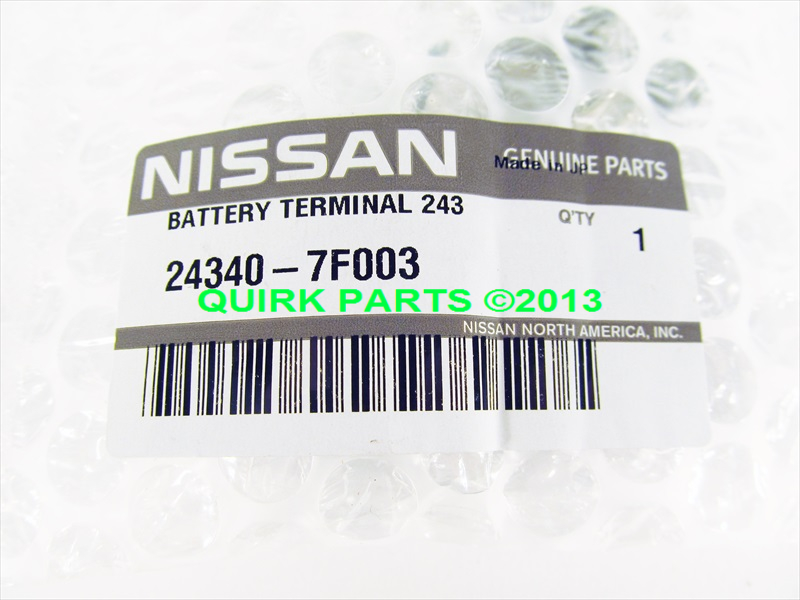 NISSAN
GENUINE PARTS
Made in JP
BATTERY TERMINAL 243
Q'TY
1
24340-7F003
QUIRK PARTS ©2013
NISSAN NORTH AMERICA, INC.